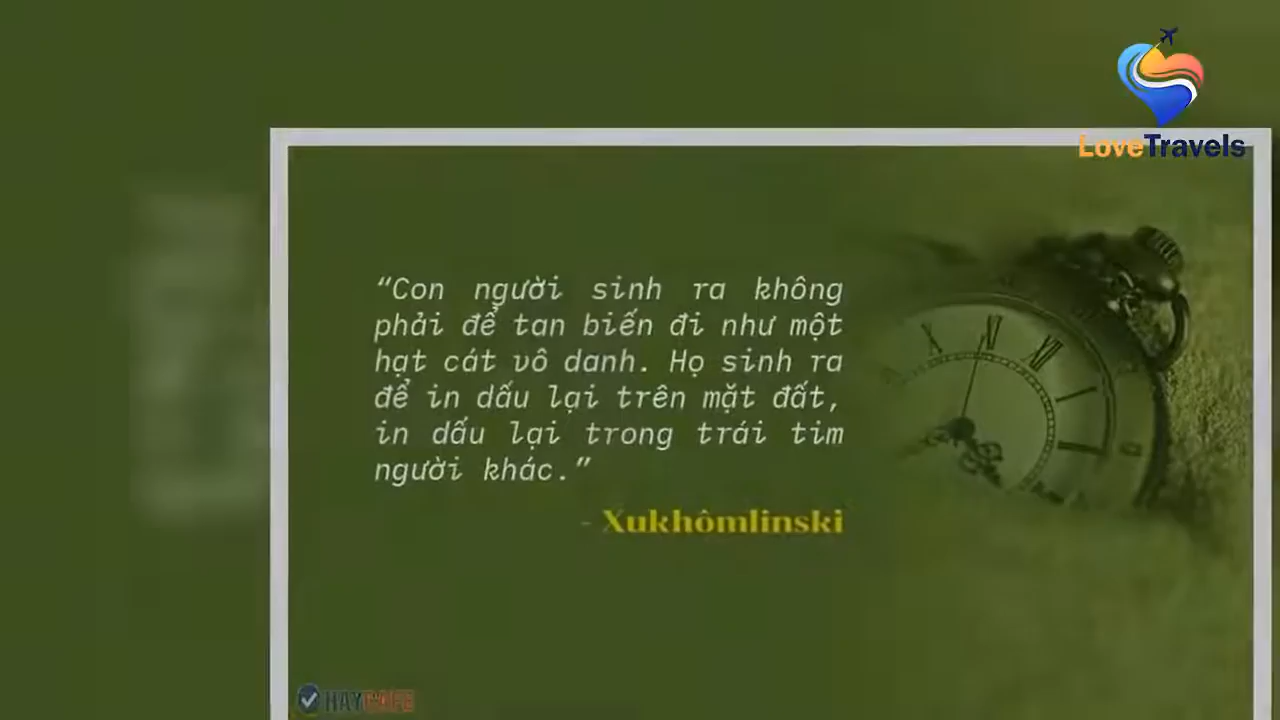 LoveTravels
“Con người sinh ra không
phải để tan biến đi như một
hạt cát vô danh. Họ sinh ra
để in dấu lại trên mặt đất,
in dấu lại trong trái tim
người khác.”
- Xukhômlinski
HAYCAFE